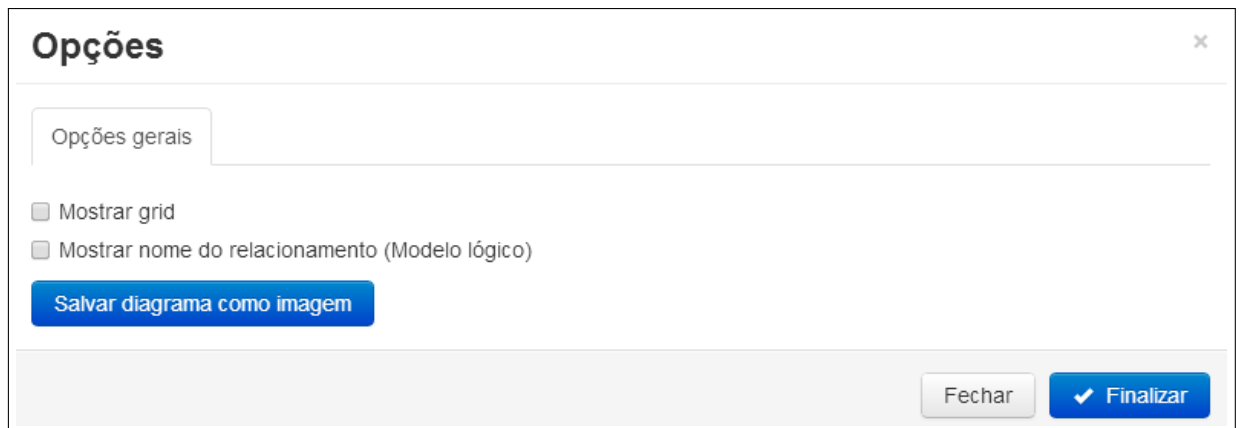 Opções
×
Opções gerais
Mostrar grid
Mostrar nome do relacionamento (Modelo lógico)
Salvar diagrama como imagem
Fechar
Finalizar